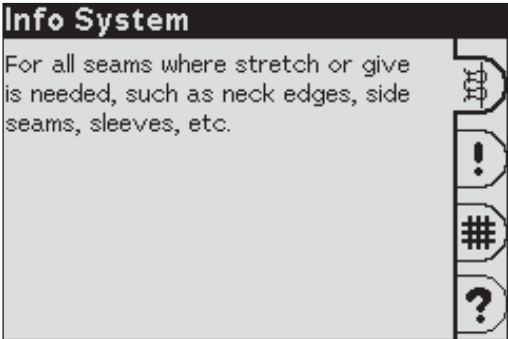 Info System
For all seams where stretch or give
is needed, such as neck edges, side
seams, sleeves, etc.
!
#
?